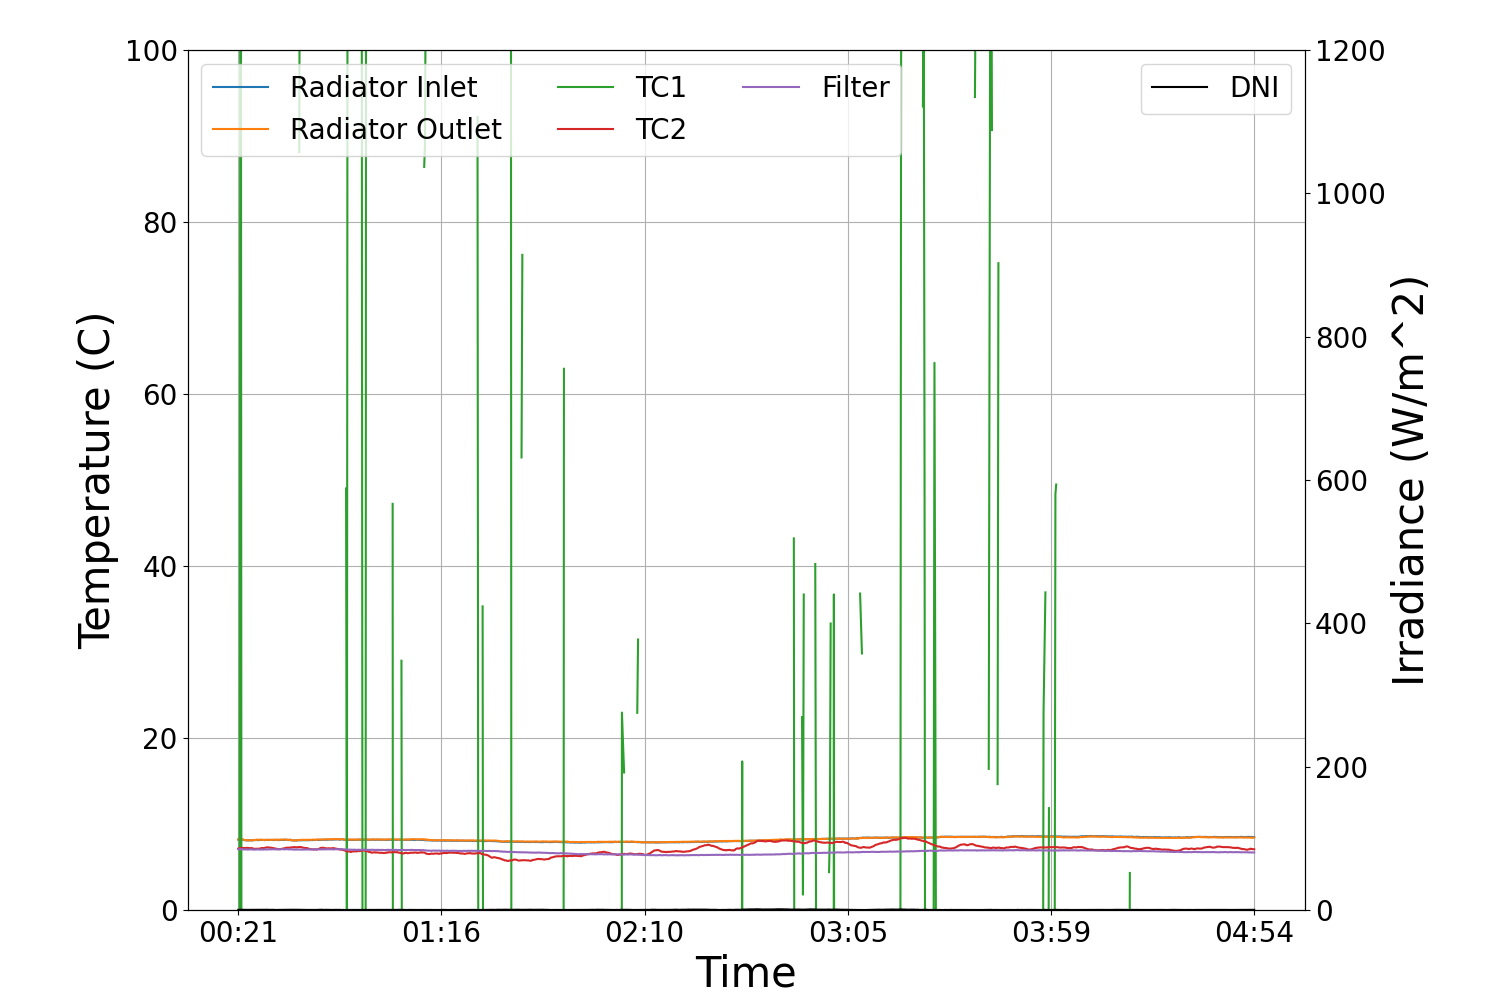 Radiator Inlet
Radiator Outlet
TC1
TC2
Filter
DNI
Temperature (C)
100
80
60
40
20
0
1200
1000
800
600
400
200
0
Irradiance (W/m^2)
00:21 01:16 02:10 03:05 03:59 04:54
Time